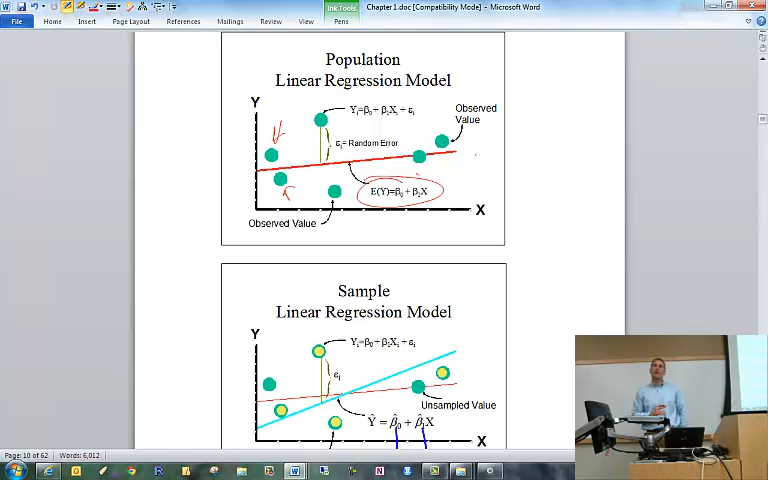 Chapter 1.doc [Compatibility Mode] - Microsoft Word
Ink Tools
File Home Insert Page Layout References Mailings Review View Pens
Population
Linear Regression Model
Y
Yᵢ=β₀+β₁Xᵢ+εᵢ
Observed
Value
εᵢ= Random Error
E(Y)=β₀+β₁X
X
Observed Value
Sample
Linear Regression Model
Y
Yᵢ=β₀+β₁Xᵢ+εᵢ
εᵢ
Unsampled Value
Ŷ = β̂₀ + β̂₁X
X
Page: 10 of 62 Words: 6,012